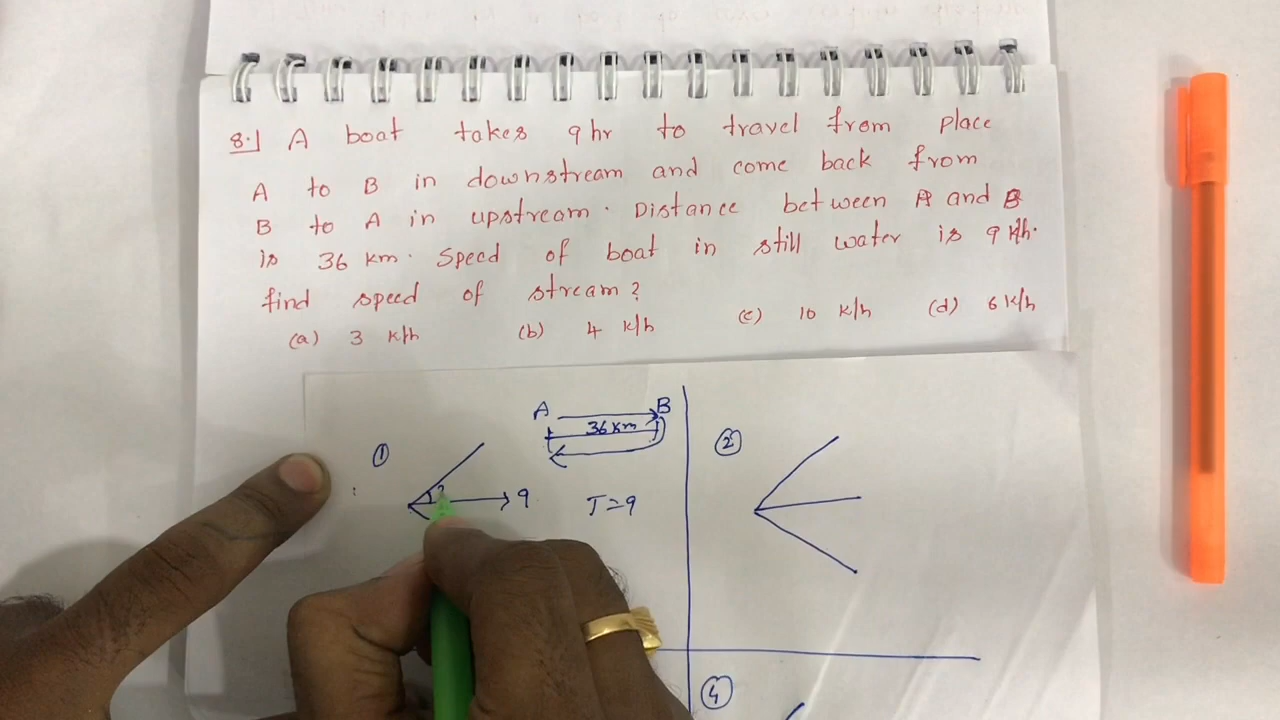 8.) A boat takes 9 hr to travel from place
A to B in downstream and come back from
B to A in upstream. Distance between A and B
is 36 km. Speed of boat in still water is 9 k/h.
find speed of stream?
(a) 3 k/h (b) 4 k/h (c) 10 k/h (d) 6 k/h
A B
36 km
①
9
T=9
②
④